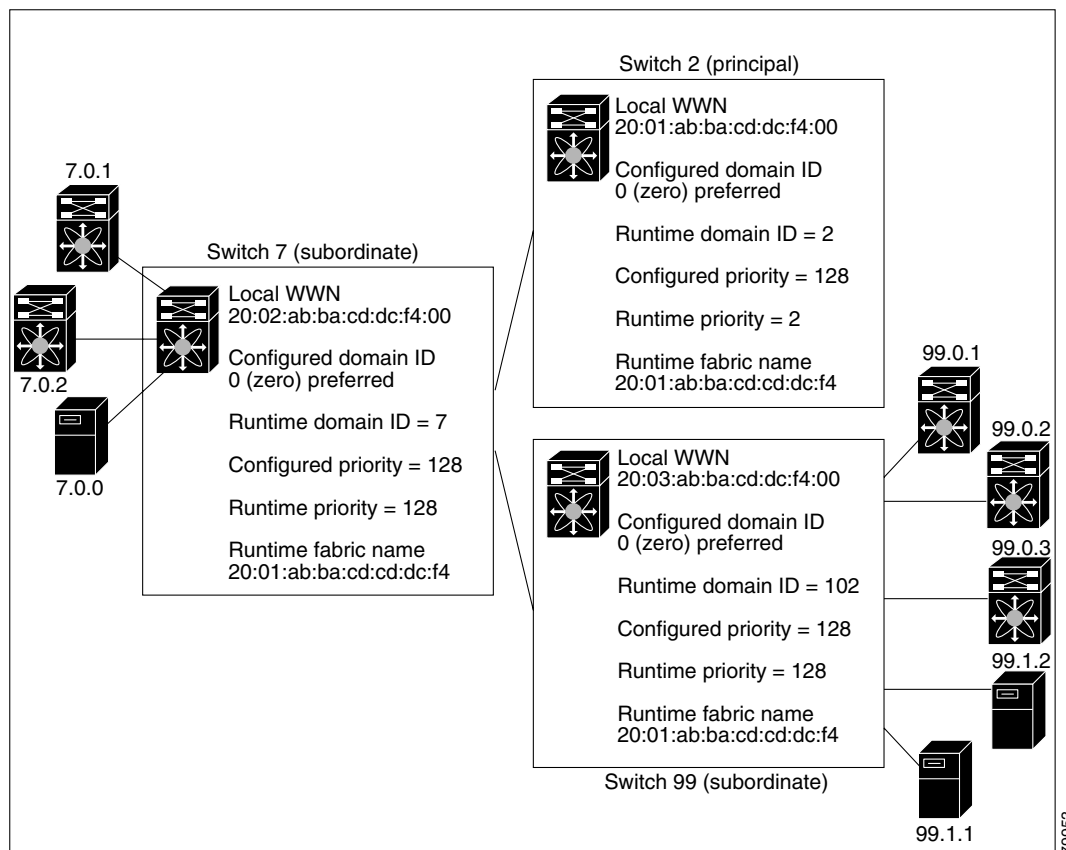 Switch 2 (principal)
Local WWN
20:01:ab:ba:cd:dc:f4:00
Configured domain ID
0 (zero) preferred
Runtime domain ID = 2
Configured priority = 128
Runtime priority = 2
Runtime fabric name
20:01:ab:ba:cd:cd:dc:f4
7.0.1
7.0.2
7.0.0
Switch 7 (subordinate)
Local WWN
20:02:ab:ba:cd:dc:f4:00
Configured domain ID
0 (zero) preferred
Runtime domain ID = 7
Configured priority = 128
Runtime priority = 128
Runtime fabric name
20:01:ab:ba:cd:cd:dc:f4
Local WWN
20:03:ab:ba:cd:dc:f4:00
Configured domain ID
0 (zero) preferred
Runtime domain ID = 102
Configured priority = 128
Runtime priority = 128
Runtime fabric name
20:01:ab:ba:cd:cd:dc:f4
Switch 99 (subordinate)
99.0.1
99.0.2
99.0.3
99.1.2
99.1.1